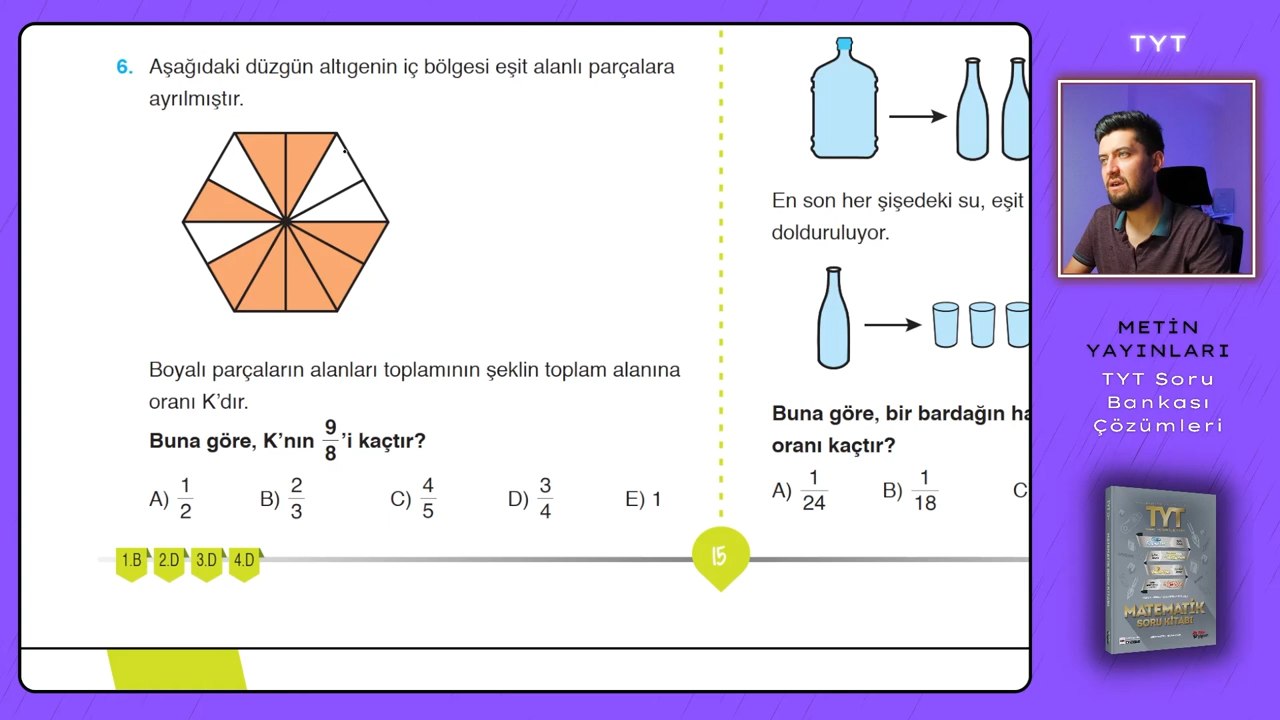 6. Aşağıdaki düzgün altıgenin iç bölgesi eşit alanlı parçalara
ayrılmıştır.
Boyalı parçaların alanları toplamının şeklin toplam alanına
oranı K’dır.
Buna göre, K’nın 9/8 ’i kaçtır?
A) 1/2 B) 2/3 C) 4/5 D) 3/4 E) 1
1.B 2.D 3.D 4.D
15
En son her şişedeki su, eşit
dolduruluyor.
Buna göre, bir bardağın
oranı kaçtır?
A) 1/24 B) 1/18 C
TYT
METİN
YAYINLARI
TYT Soru
Bankası
Çözümleri
TYT
MATEMATİK
SORU KİTABI